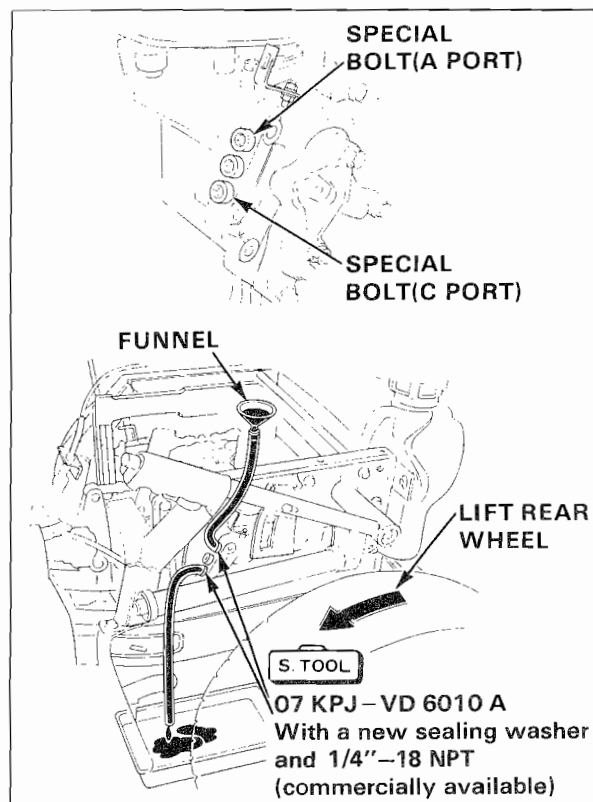 SPECIAL
BOLT(A PORT)
SPECIAL
BOLT(C PORT)
FUNNEL
LIFT REAR
WHEEL
S. TOOL
07 KPJ–VD 6010 A
With a new sealing washer
and 1/4"–18 NPT
(commercially available)